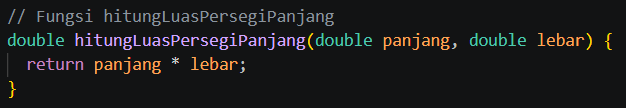 // Fungsi hitungLuasPersegiPanjang
double hitungLuasPersegiPanjang(double panjang, double lebar) {
  return panjang * lebar;
}